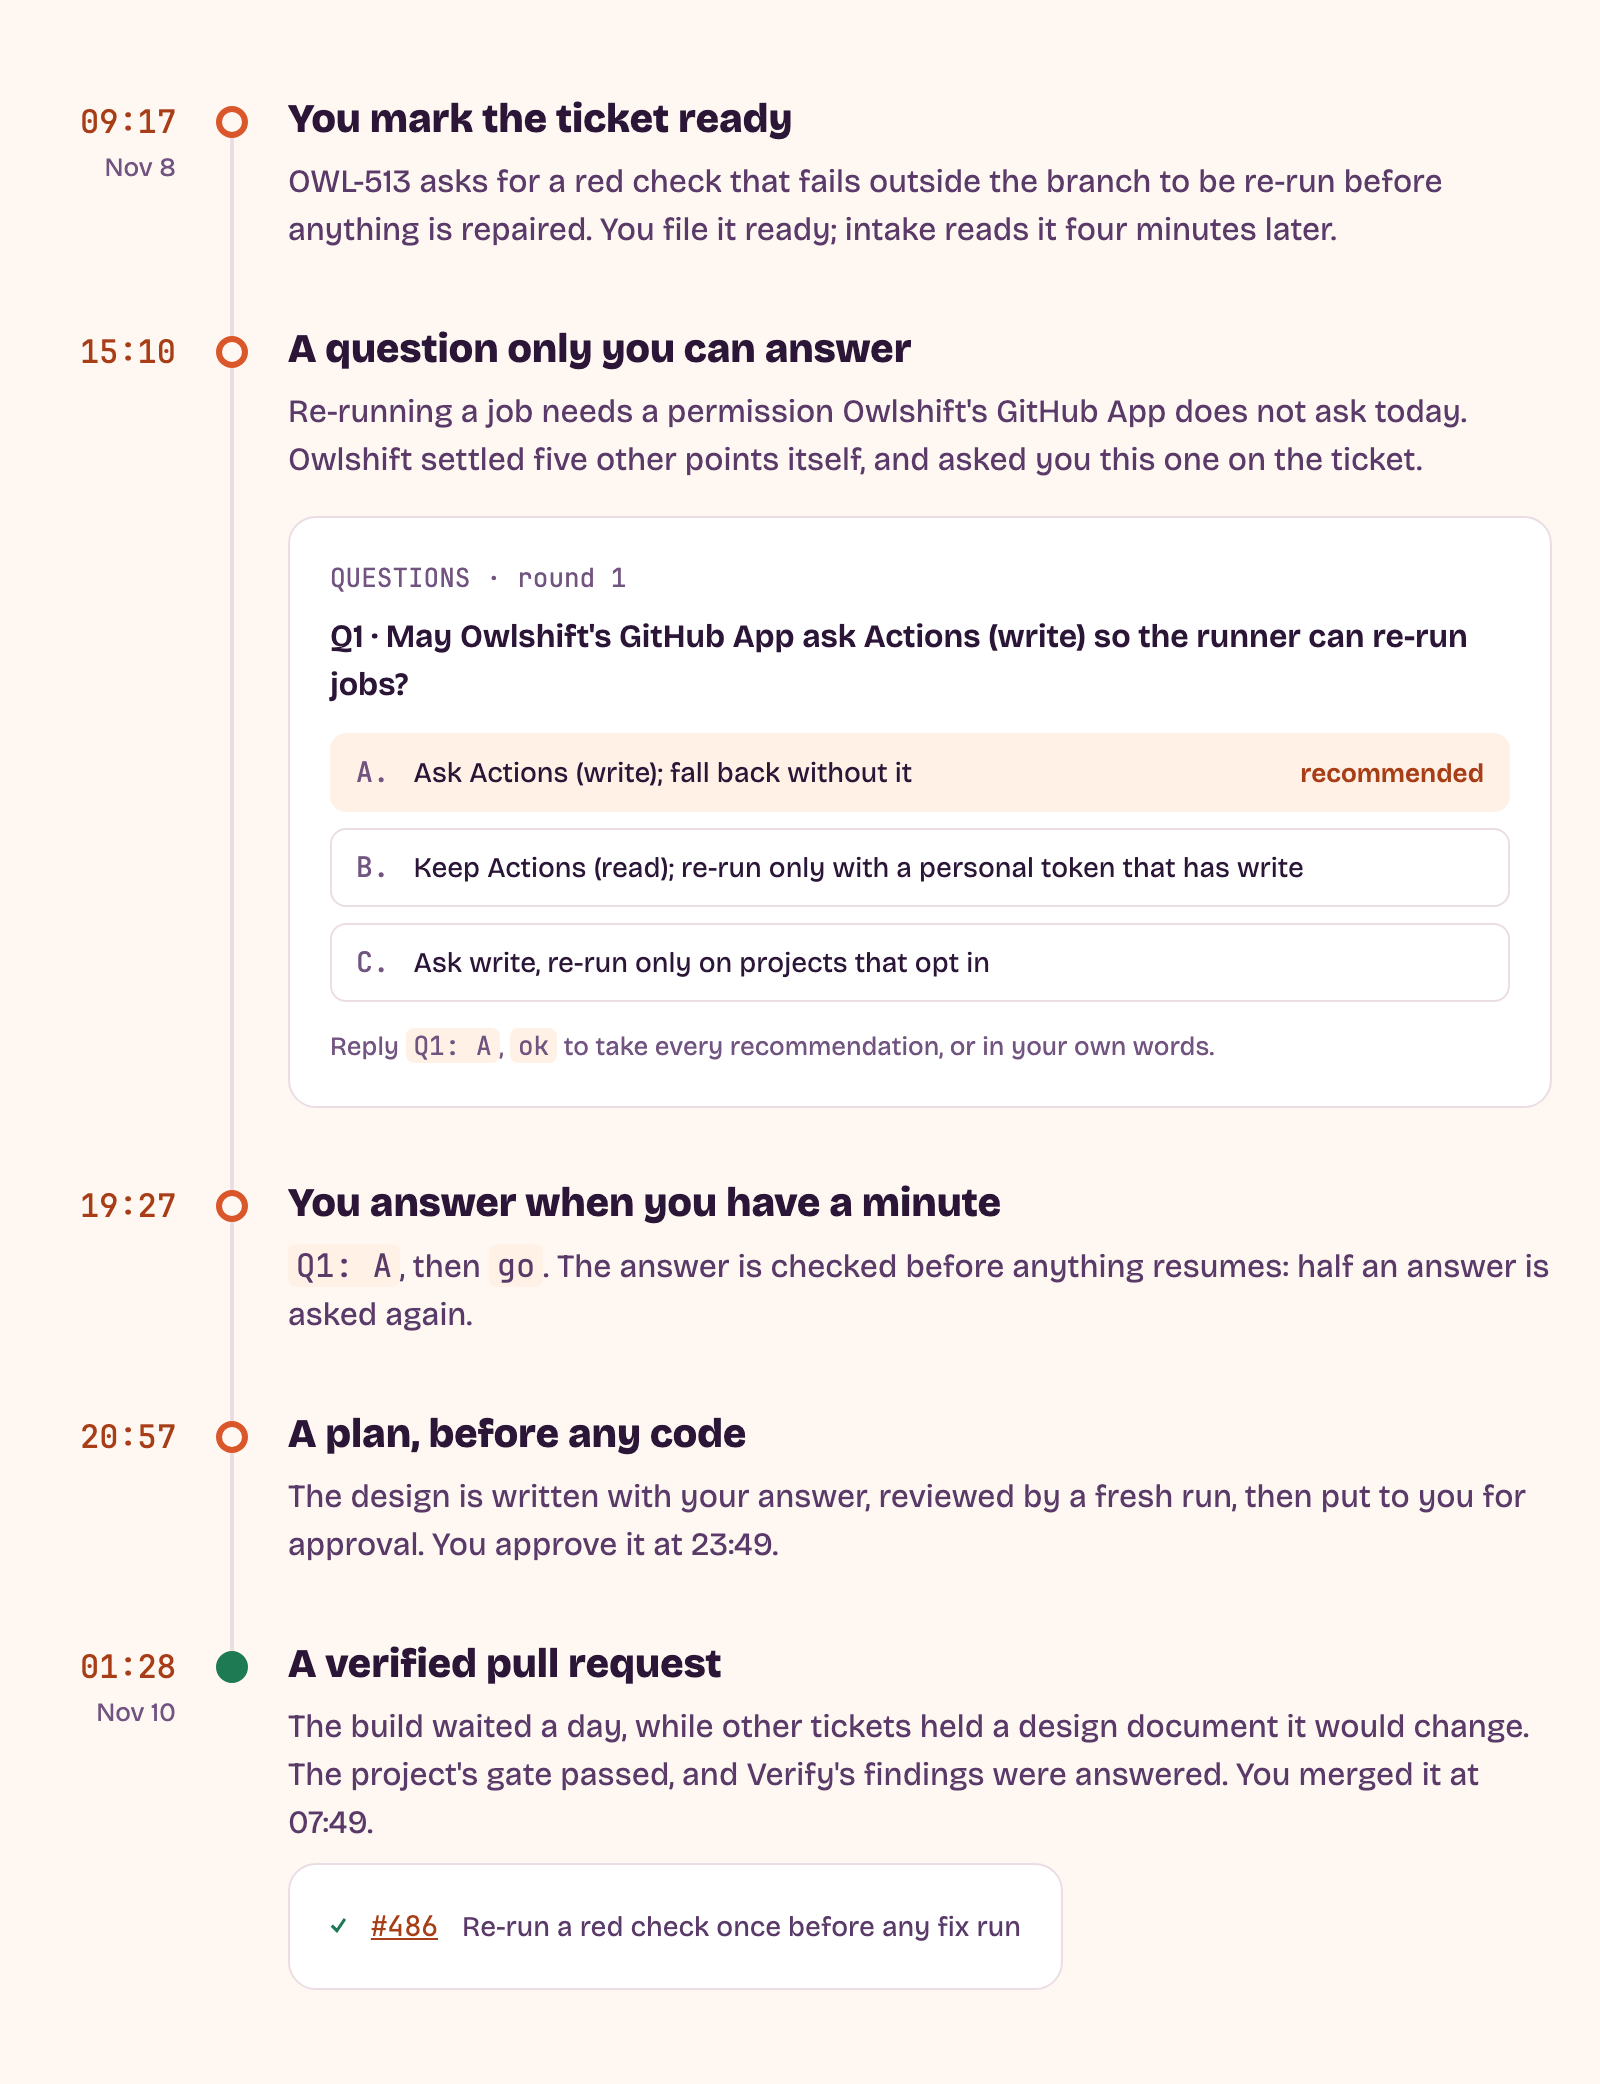 09:17
Nov 8
You mark the ticket ready
OWL-513 asks for a red check that fails outside the branch to be re-run before
anything is repaired. You file it ready; intake reads it four minutes later.
15:10
A question only you can answer
Re-running a job needs a permission Owlshift's GitHub App does not ask today.
Owlshift settled five other points itself, and asked you this one on the ticket.
QUESTIONS · round 1
Q1 · May Owlshift's GitHub App ask Actions (write) so the runner can re-run
jobs?
A. Ask Actions (write); fall back without it recommended
B. Keep Actions (read); re-run only with a personal token that has write
C. Ask write, re-run only on projects that opt in
Reply Q1: A, ok to take every recommendation, or in your own words.
19:27
You answer when you have a minute
Q1: A, then go. The answer is checked before anything resumes: half an answer is
asked again.
20:57
A plan, before any code
The design is written with your answer, reviewed by a fresh run, then put to you for
approval. You approve it at 23:49.
01:28
Nov 10
A verified pull request
The build waited a day, while other tickets held a design document it would change.
The project's gate passed, and Verify's findings were answered. You merged it at
07:49.
✓ #486 Re-run a red check once before any fix run